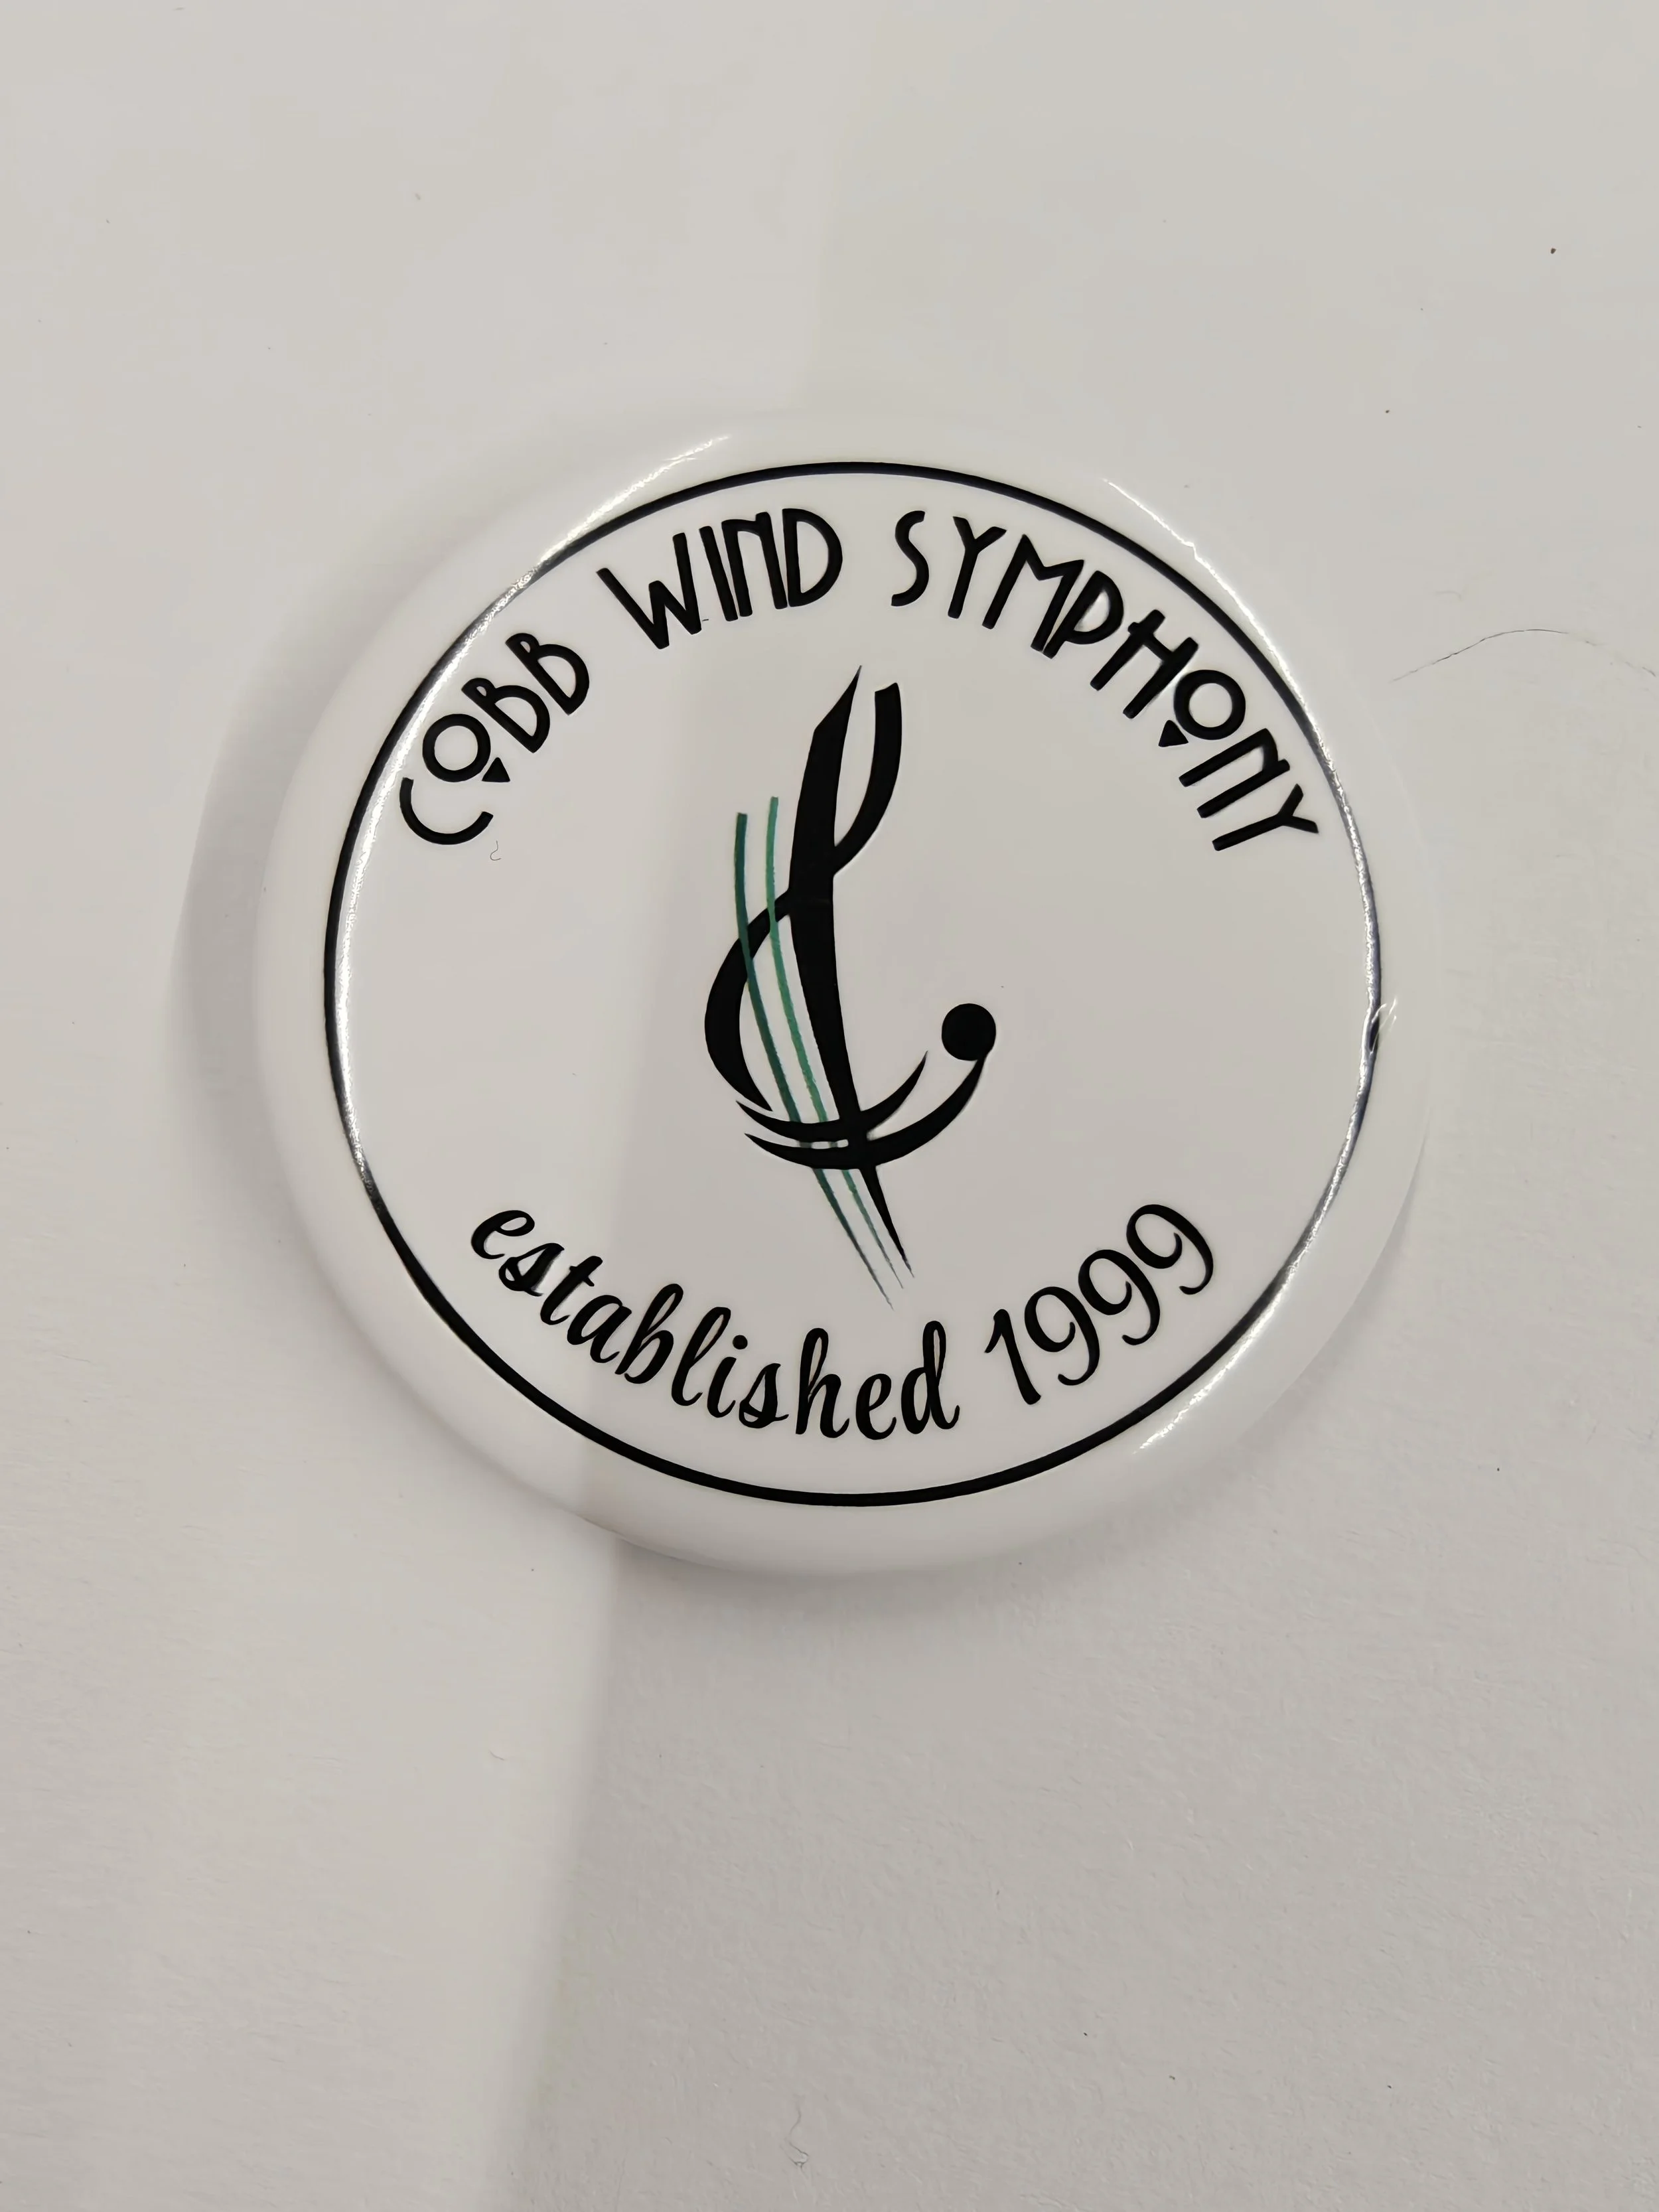 COBB WIND SYMPHONY
established 1999